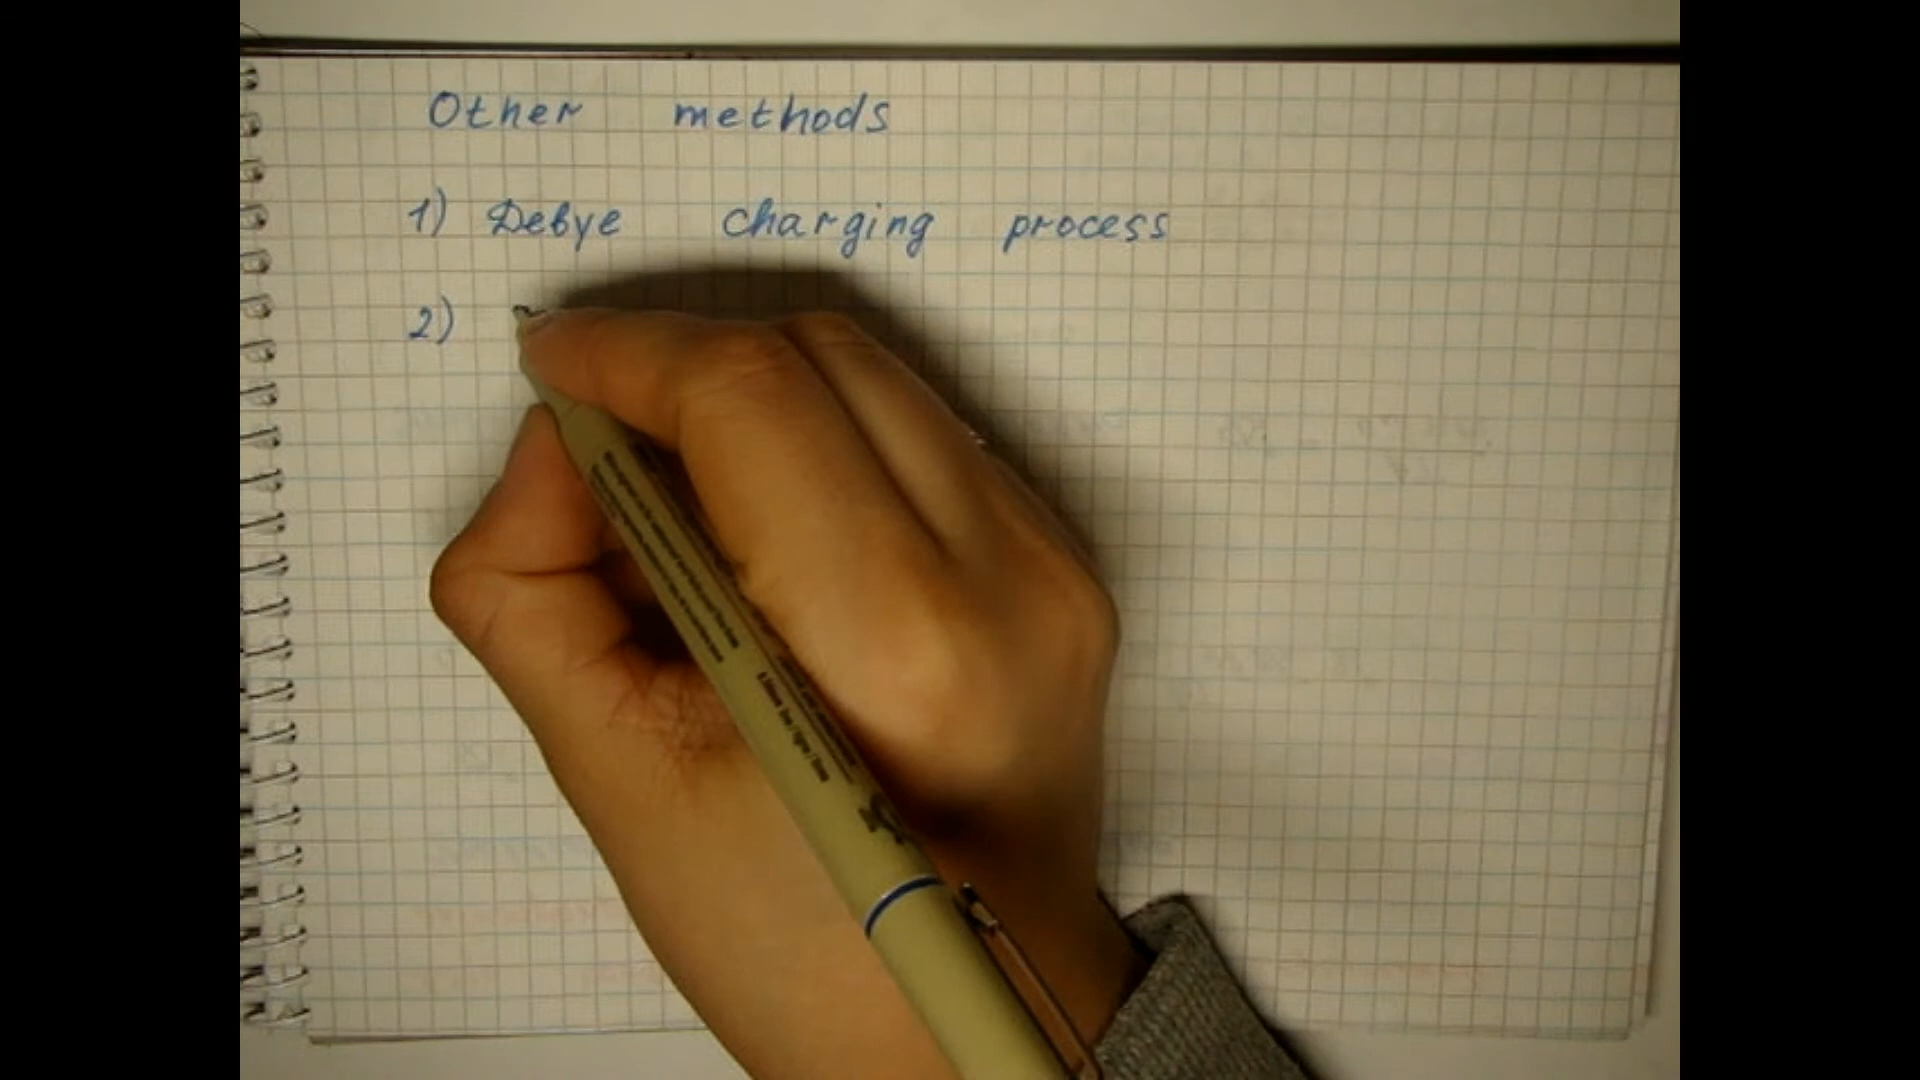 Other methods
1) Debye charging process
2)